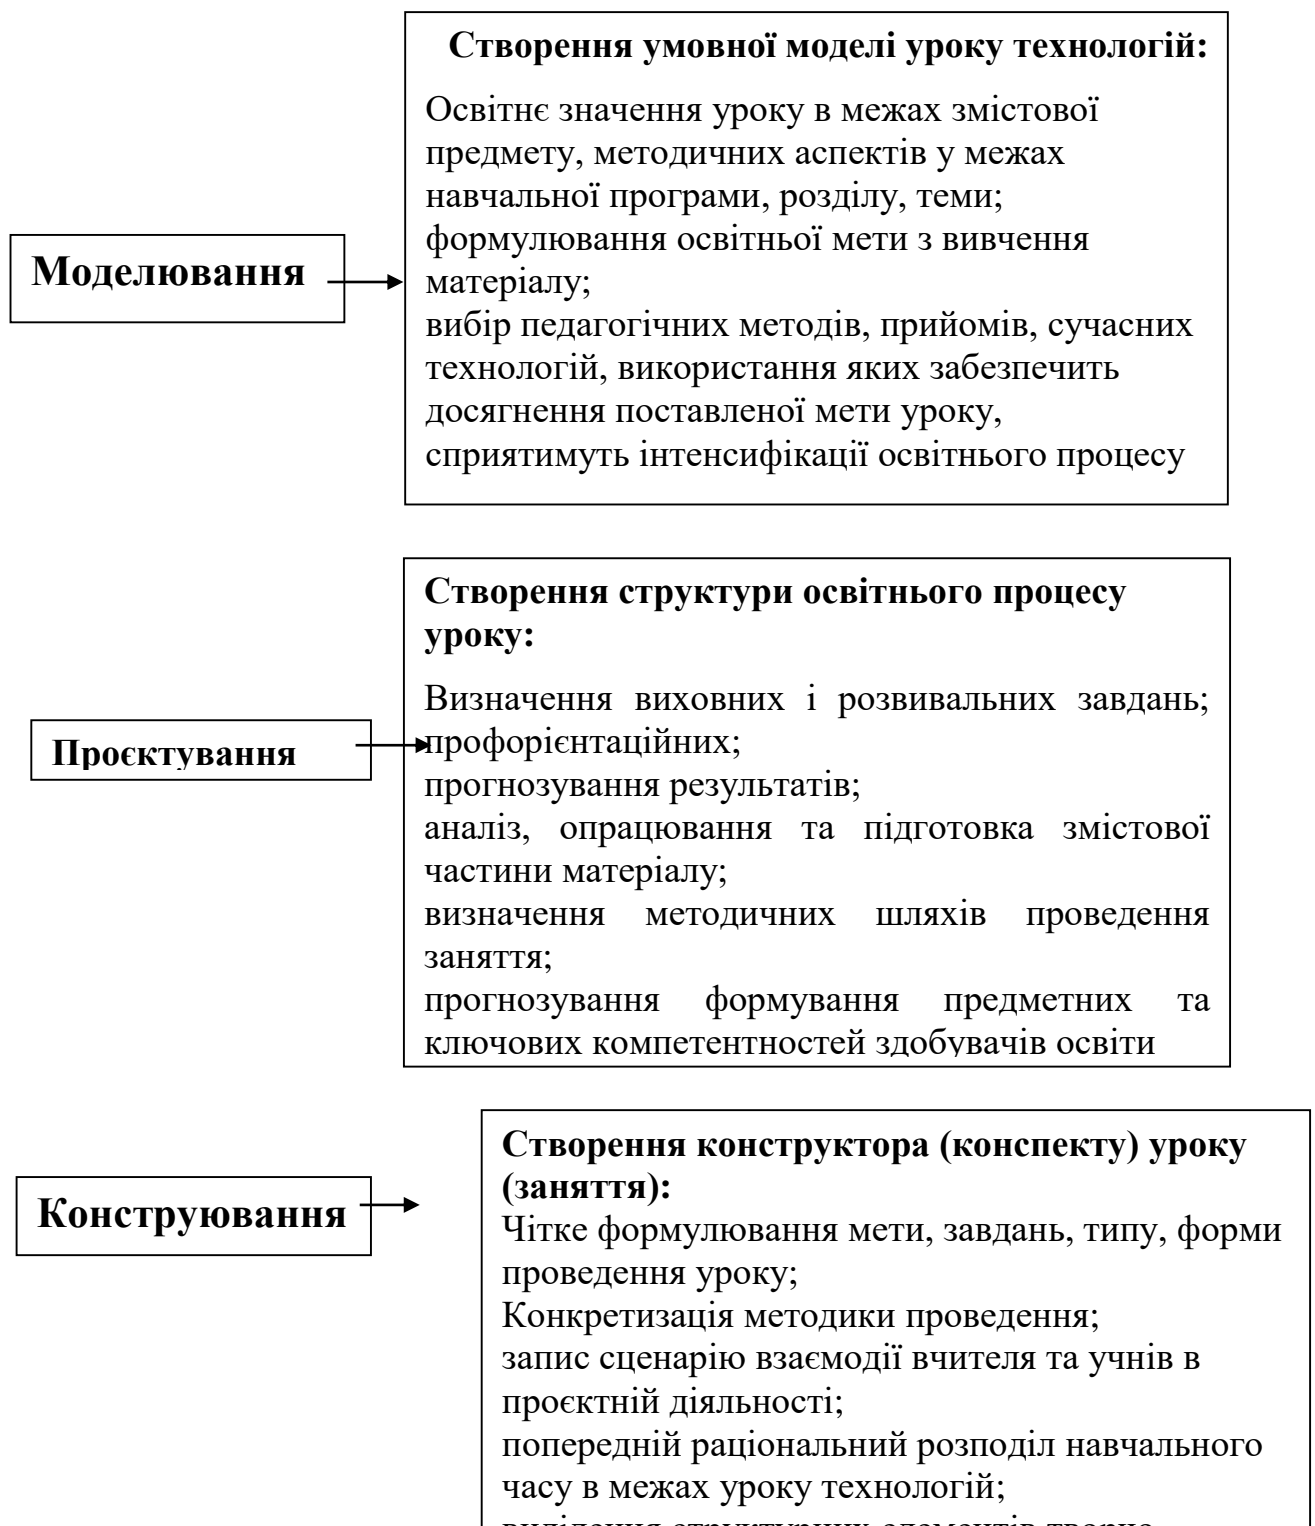 Створення умовної моделі уроку технологій:
Освітнє значення уроку в межах змістової
предмету, методичних аспектів у межах
навчальної програми, розділу, теми;
формулювання освітньої мети з вивчення
матеріалу;
вибір педагогічних методів, прийомів, сучасних
технологій, використання яких забезпечить
досягнення поставленої мети уроку,
сприятимуть інтенсифікації освітнього процесу
Моделювання
Створення структури освітнього процесу
уроку:
Визначення виховних і розвивальних завдань;
профорієнтаційних;
прогнозування результатів;
аналіз, опрацювання та підготовка змістової
частини матеріалу;
визначення методичних шляхів проведення
заняття;
прогнозування формування предметних та
ключових компетентностей здобувачів освіти
Проєктування
Створення конструктора (конспекту) уроку
(заняття):
Чітке формулювання мети, завдань, типу, форми
проведення уроку;
Конкретизація методики проведення;
запис сценарію взаємодії вчителя та учнів в
проєктній діяльності;
попередній раціональний розподіл навчального
часу в межах уроку технологій;
Конструювання